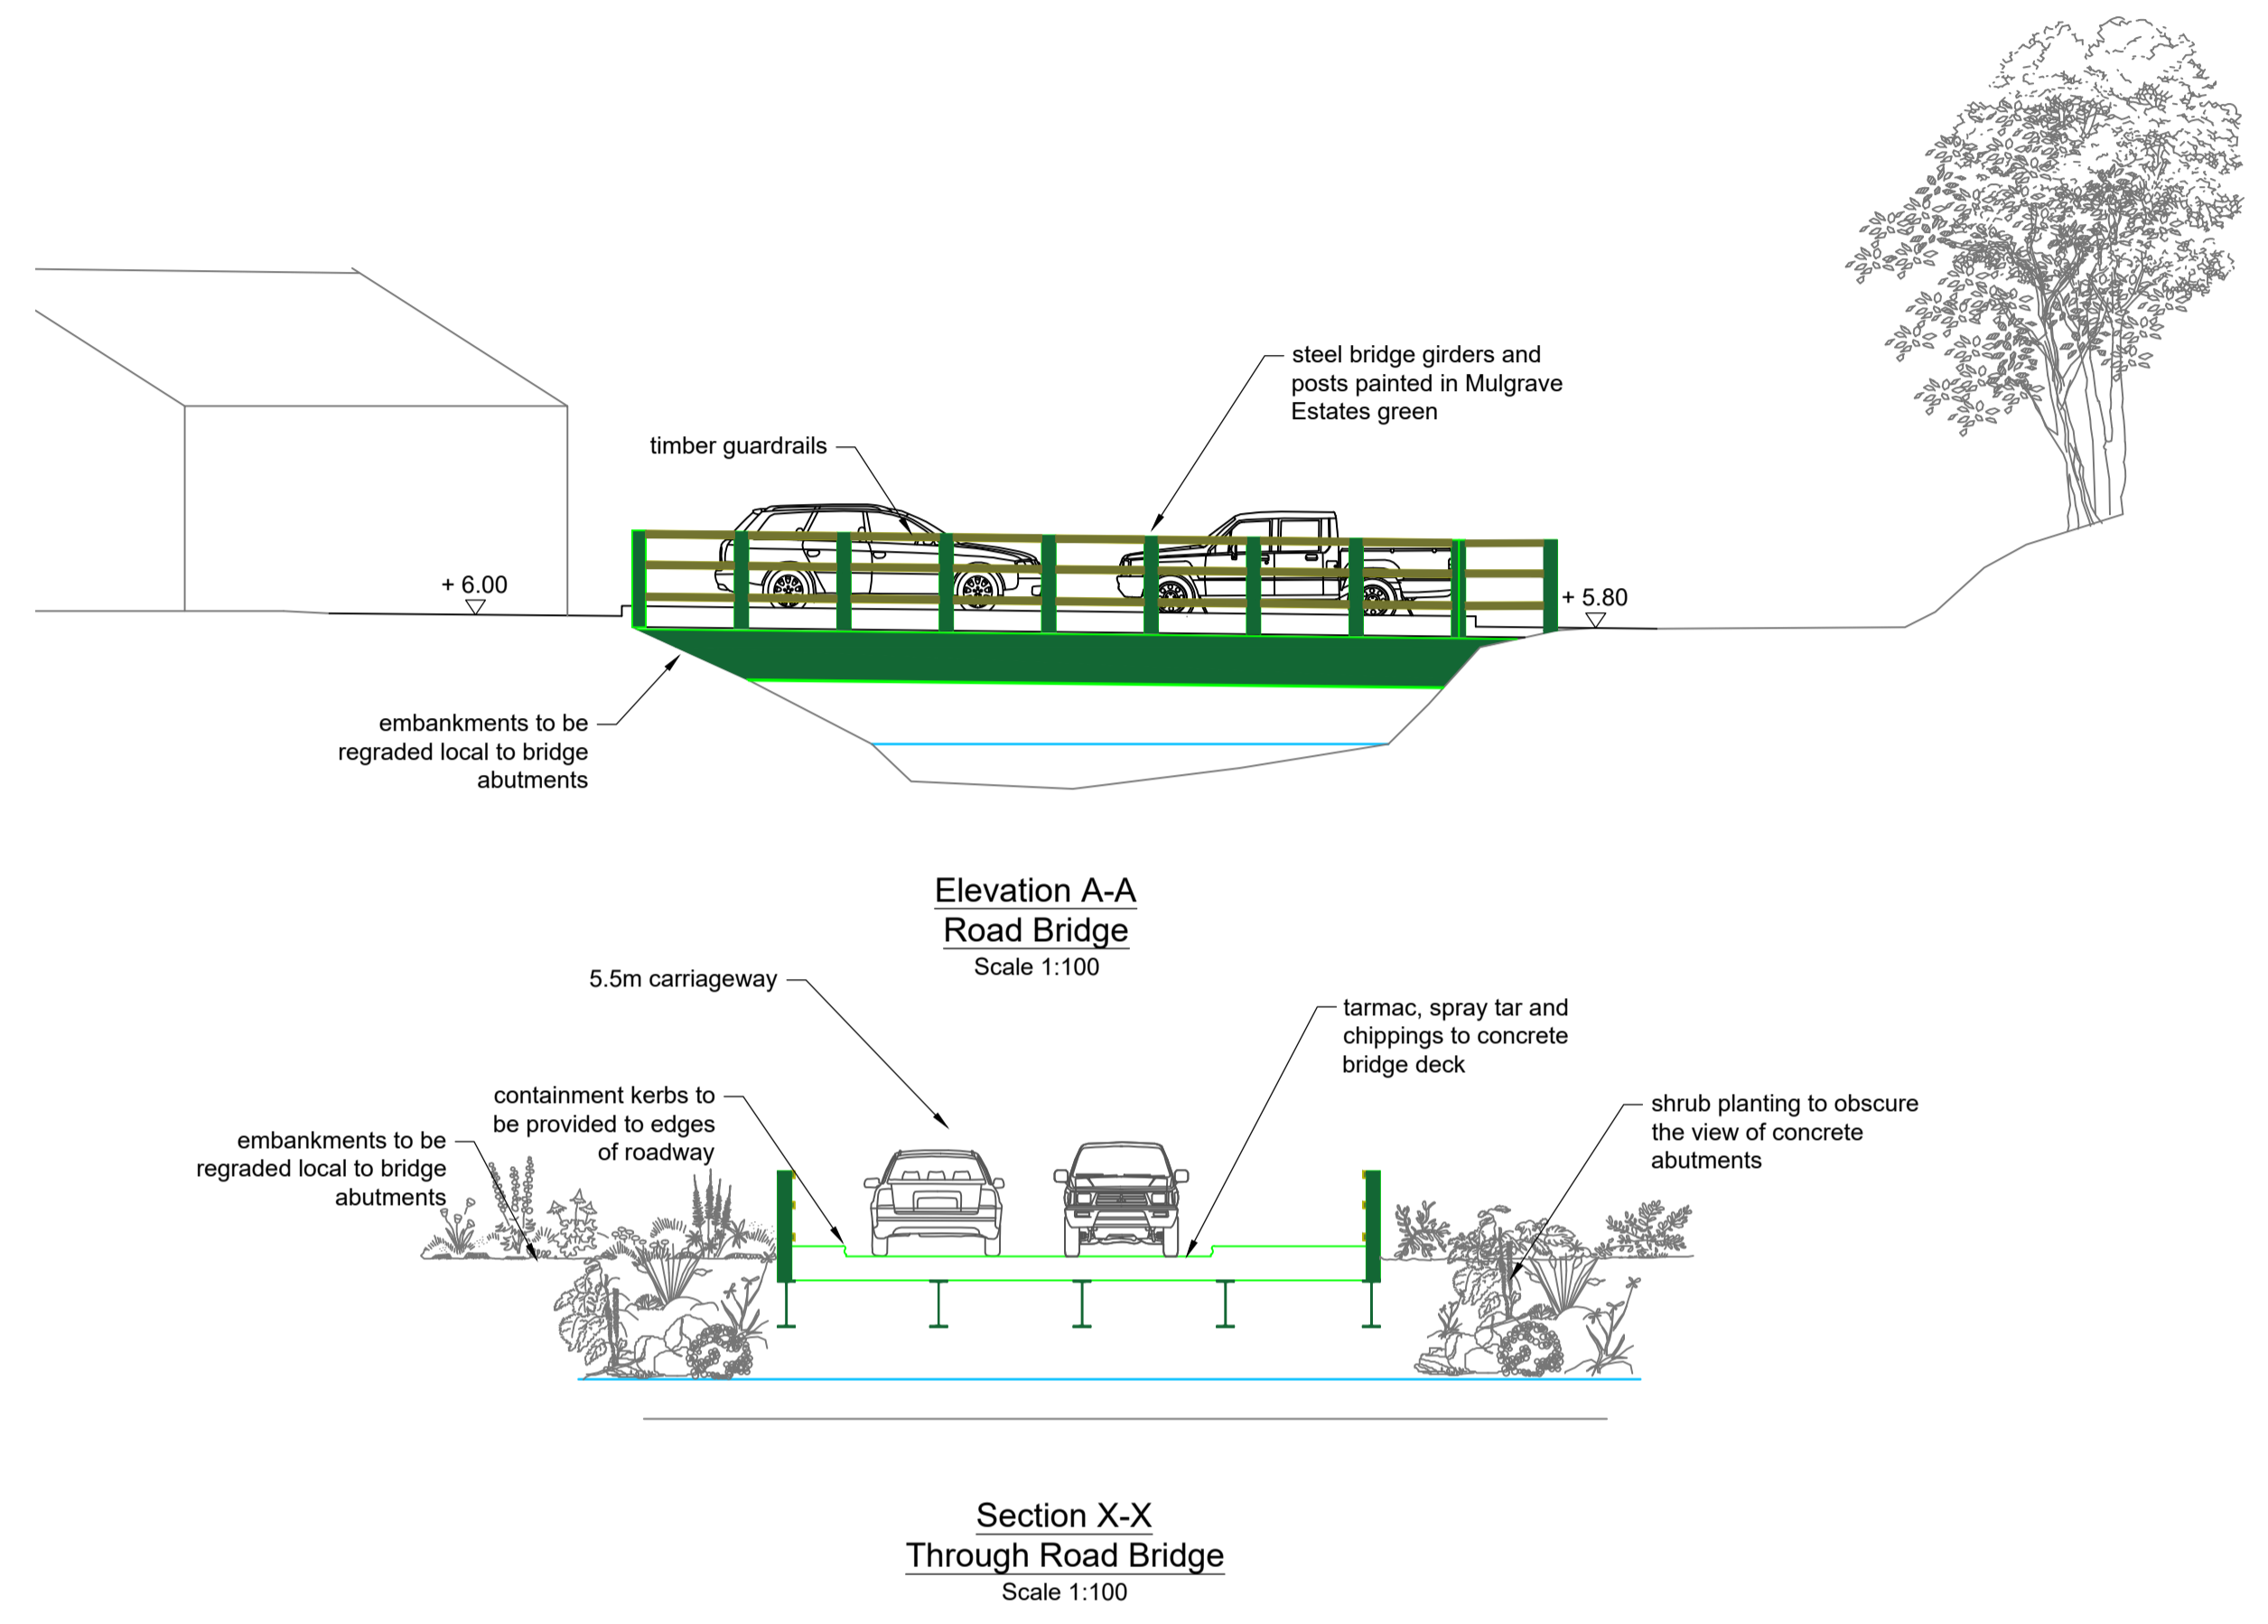 steel bridge girders and
posts painted in Mulgrave
Estates green
timber guardrails
+ 6.00
+ 5.80
embankments to be
regraded local to bridge
abutments
Elevation A-A
Road Bridge
Scale 1:100
5.5m carriageway
tarmac, spray tar and
chippings to concrete
bridge deck
containment kerbs to
be provided to edges
of roadway
shrub planting to obscure
the view of concrete
abutments
embankments to be
regraded local to bridge
abutments
Section X-X
Through Road Bridge
Scale 1:100